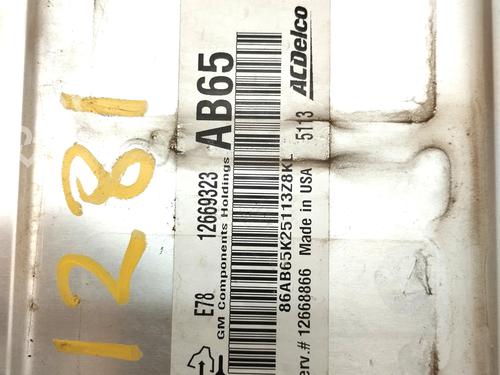 1281
E78 12669323 AB65
GM Components Holdings
86AB65K25113Z8KL
erv.# 12668866 Made in USA 5113
ACDelco